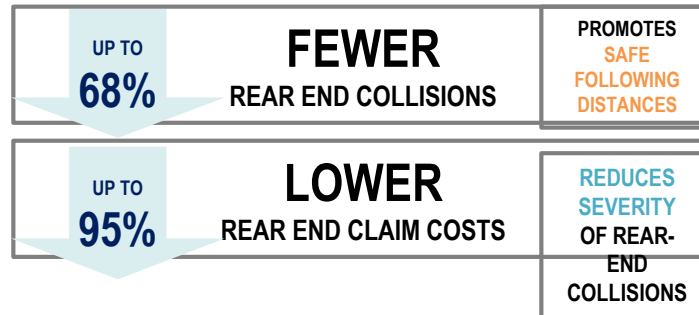 UP TO
68%
FEWER
REAR END COLLISIONS
PROMOTES
SAFE
FOLLOWING
DISTANCES
UP TO
95%
LOWER
REAR END CLAIM COSTS
REDUCES
SEVERITY
OF REAR-
END
COLLISIONS